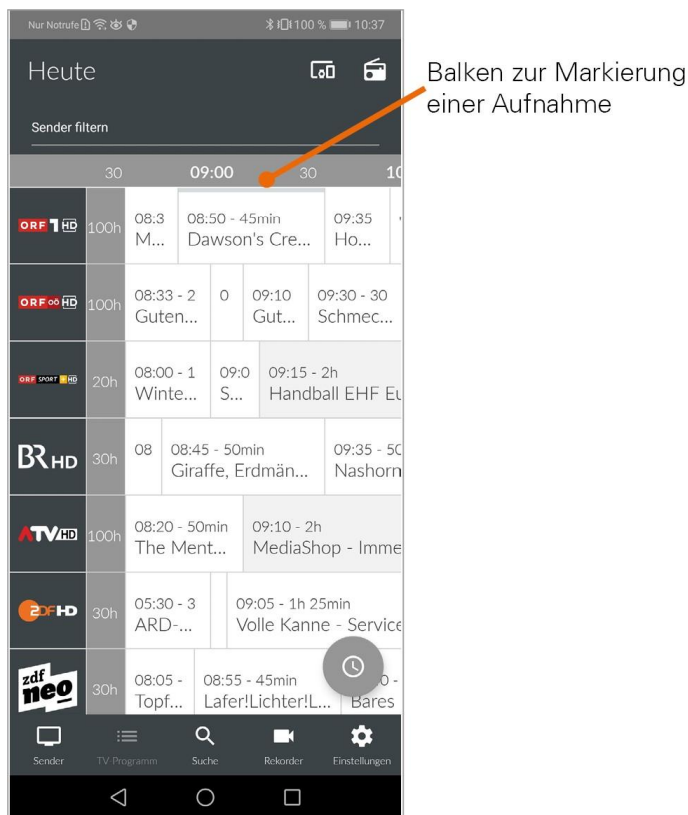 Nur Notrufe 100 % 10:37
Heute
Balken zur Markierung
einer Aufnahme
Sender filtern
30 09:00 30 10
ORF 1 HD 100h 08:3 08:50 - 45min 09:35
M... Dawson's Cre... Ho...
ORF OÖ HD 100h 08:33 - 2 0 09:10 09:30 - 30
Guten... Gut... Schmec...
ORF SPORT + HD 20h 08:00 - 1 09:0 09:15 - 2h
Winte... S... Handball EHF Eu
BR HD 30h 08 08:45 - 50min 09:35 - 50
Giraffe, Erdmän... Nashorn
ATV HD 100h 08:20 - 50min 09:10 - 2h
The Ment... MediaShop - Imme
ZDF HD 30h 05:30 - 3 09:05 - 1h 25min
ARD-... Volle Kanne - Service
zdf neo 30h 08:05 - 08:55 - 45min 0 -
Topf... Lafer!Lichter!L... Bares
Sender TV Programm Suche Rekorder Einstellungen